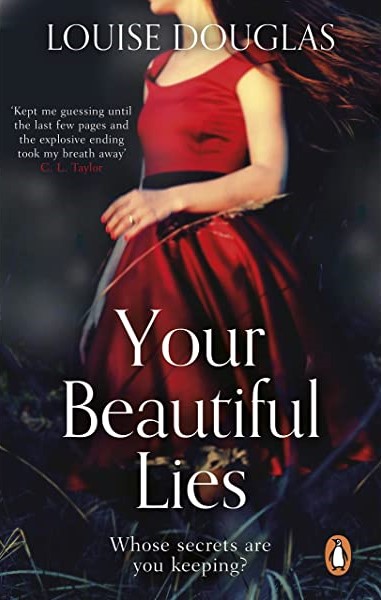 LOUISE DOUGLAS
‘Kept me guessing until
the last few pages and
the explosive ending
took my breath away’
C. L. Taylor
Your
Beautiful
Lies
Whose secrets are
you keeping?